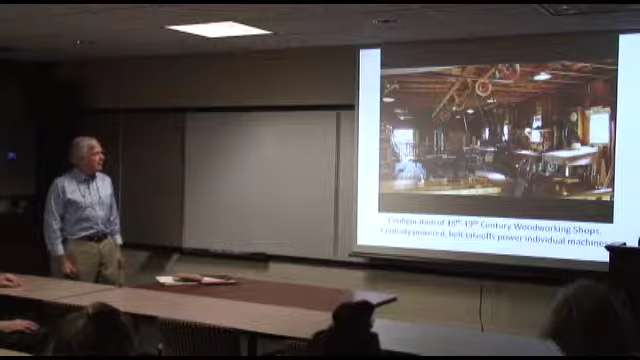 Configuration of 18th-19th Century Woodworking Shops.
Centrally powered, belt takeoffs power individual machines